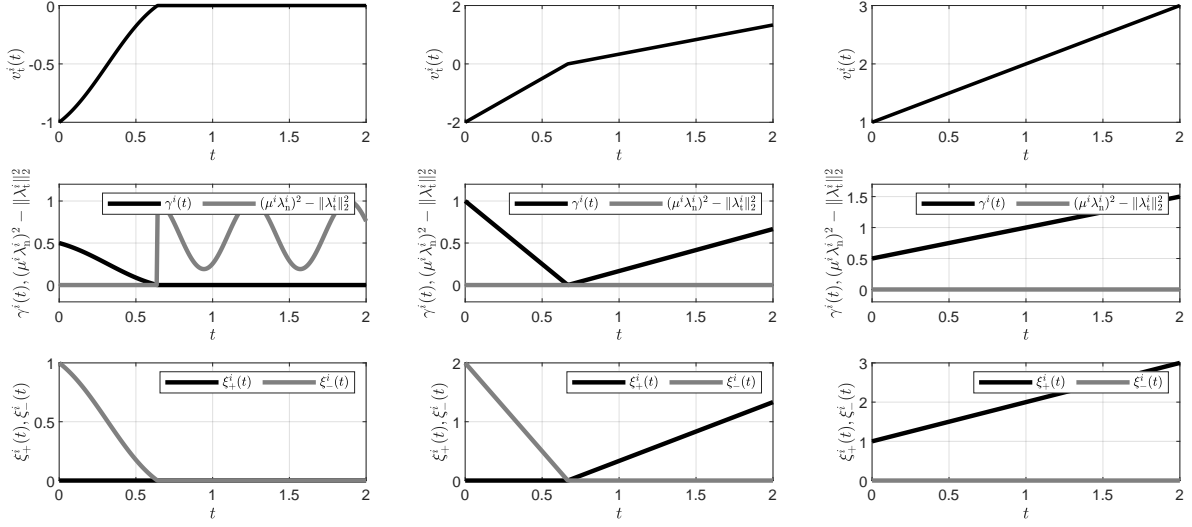 0 2 3
-0.5 0 2
-1 -2 1
v_t^i(t) v_t^i(t) v_t^i(t)
0 0.5 1 1.5 2 0 0.5 1 1.5 2 0 0.5 1 1.5 2
t t t
γ^i(t) (μ^i λ_n^i)^2 − ‖λ_t^i‖_2^2 γ^i(t) (μ^i λ_n^i)^2 − ‖λ_t^i‖_2^2 γ^i(t) (μ^i λ_n^i)^2 − ‖λ_t^i‖_2^2
1 1 1.5
0.5 0.5 1
0 0 0.5
0
γ^i(t), (μ^i λ_n^i)^2 − ‖λ_t^i‖_2^2 γ^i(t), (μ^i λ_n^i)^2 − ‖λ_t^i‖_2^2 γ^i(t), (μ^i λ_n^i)^2 − ‖λ_t^i‖_2^2
0 0.5 1 1.5 2 0 0.5 1 1.5 2 0 0.5 1 1.5 2
t t t
ξ_+^i(t) ξ_−^i(t) ξ_+^i(t) ξ_−^i(t) ξ_+^i(t) ξ_−^i(t)
1 2 3
0.5 1 2
0 0 1
0
ξ_+^i(t), ξ_−^i(t) ξ_+^i(t), ξ_−^i(t) ξ_+^i(t), ξ_−^i(t)
0 0.5 1 1.5 2 0 0.5 1 1.5 2 0 0.5 1 1.5 2
t t t